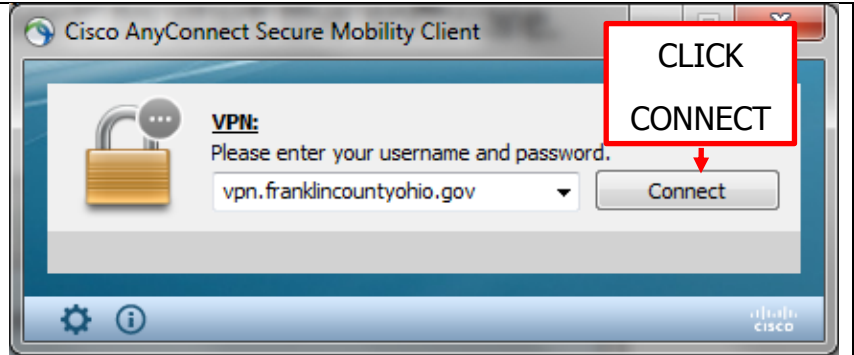 Cisco AnyConnect Secure Mobility Client
CLICK
CONNECT
VPN:
Please enter your username and password.
vpn.franklincountyohio.gov
Connect
cisco